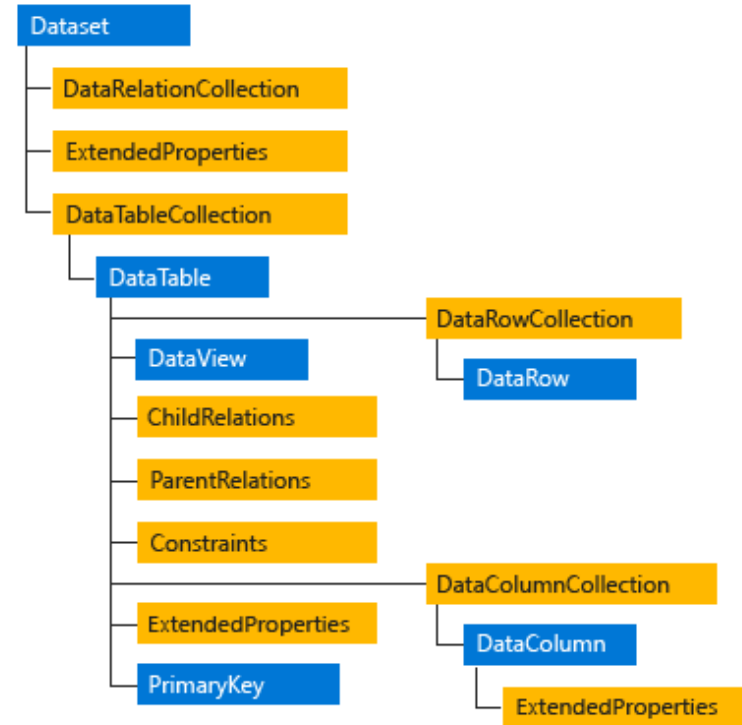 Dataset
DataRelationCollection
ExtendedProperties
DataTableCollection
DataTable
DataRowCollection
DataView
DataRow
ChildRelations
ParentRelations
Constraints
DataColumnCollection
ExtendedProperties
DataColumn
PrimaryKey
ExtendedProperties